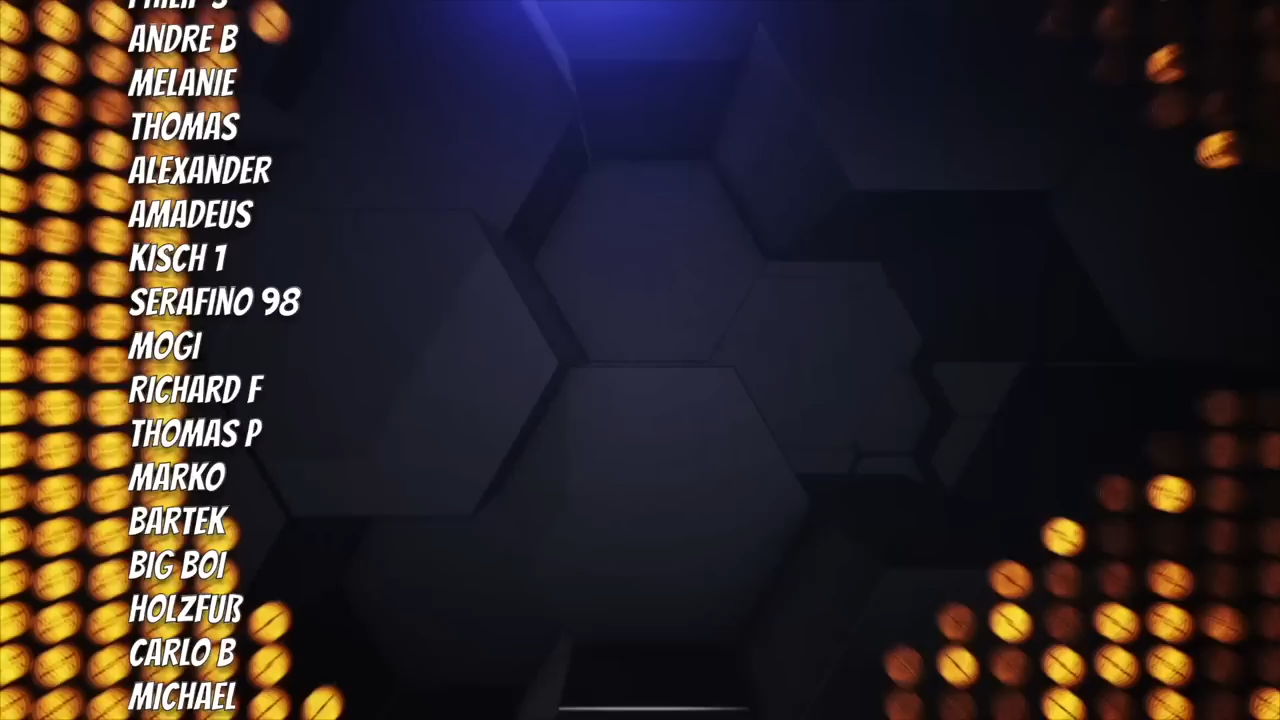 PHILIP S
ANDRE B
MELANIE
THOMAS
ALEXANDER
AMADEUS
KISCH 1
SERAFINO 98
MOGI
RICHARD F
THOMAS P
MARKO
BARTEK
BIG BOI
HOLZFUß
CARLO B
MICHAEL